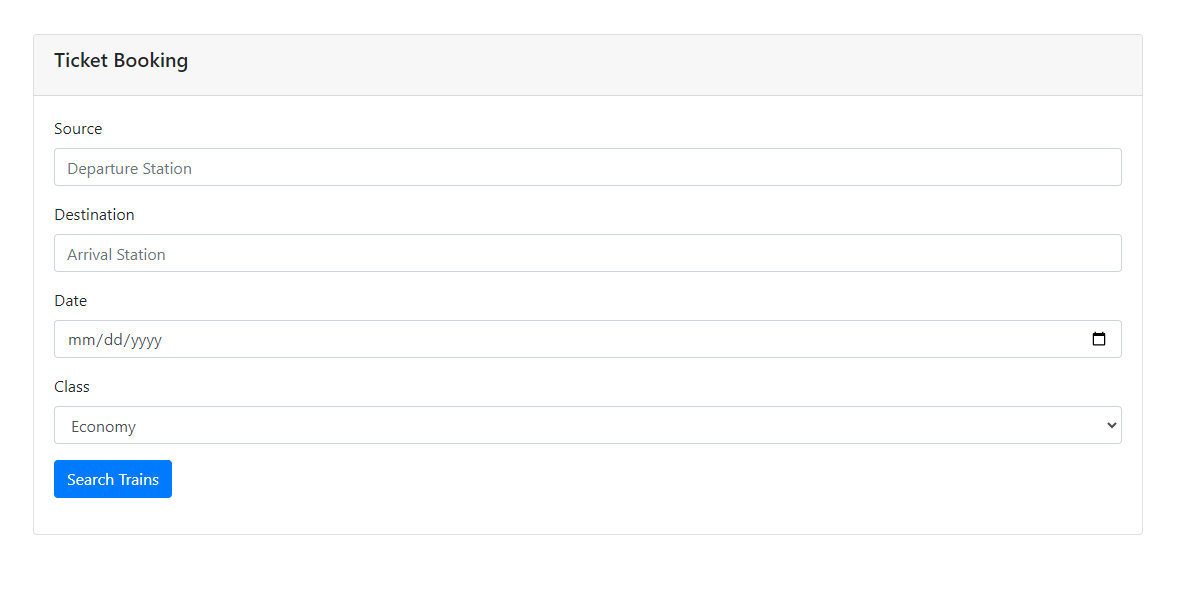 Ticket Booking
Source
Departure Station
Destination
Arrival Station
Date
mm/dd/yyyy
Class
Economy
Search Trains